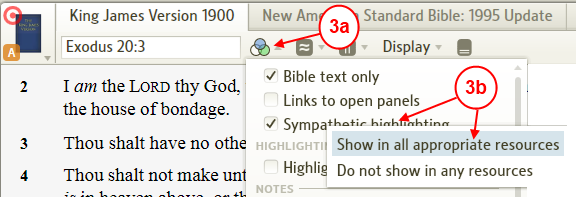 King James Version 1900
New American Standard Bible: 1995 Update
A
Exodus 20:3
Display
3a
2 I am the LORD thy God,
the house of bondage.
3 Thou shalt have no othe
4 Thou shalt not make unt
is in heaven above, or th
Bible text only
Links to open panels
Sympathetic highlighting
3b
Show in all appropriate resources
Do not show in any resources
HIGHLIGHTI
Highlig
NOTES